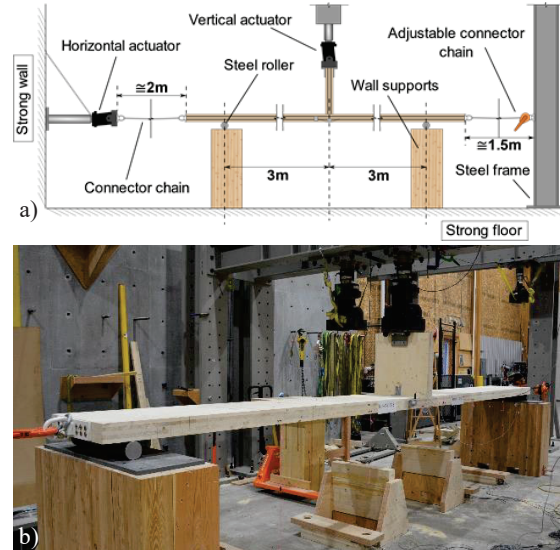 Vertical actuator
Horizontal actuator
Adjustable connector
chain
Steel roller
Strong wall
≅2m
Wall supports
≅1.5m
3m
3m
Connector chain
Steel frame
a)
Strong floor
b)